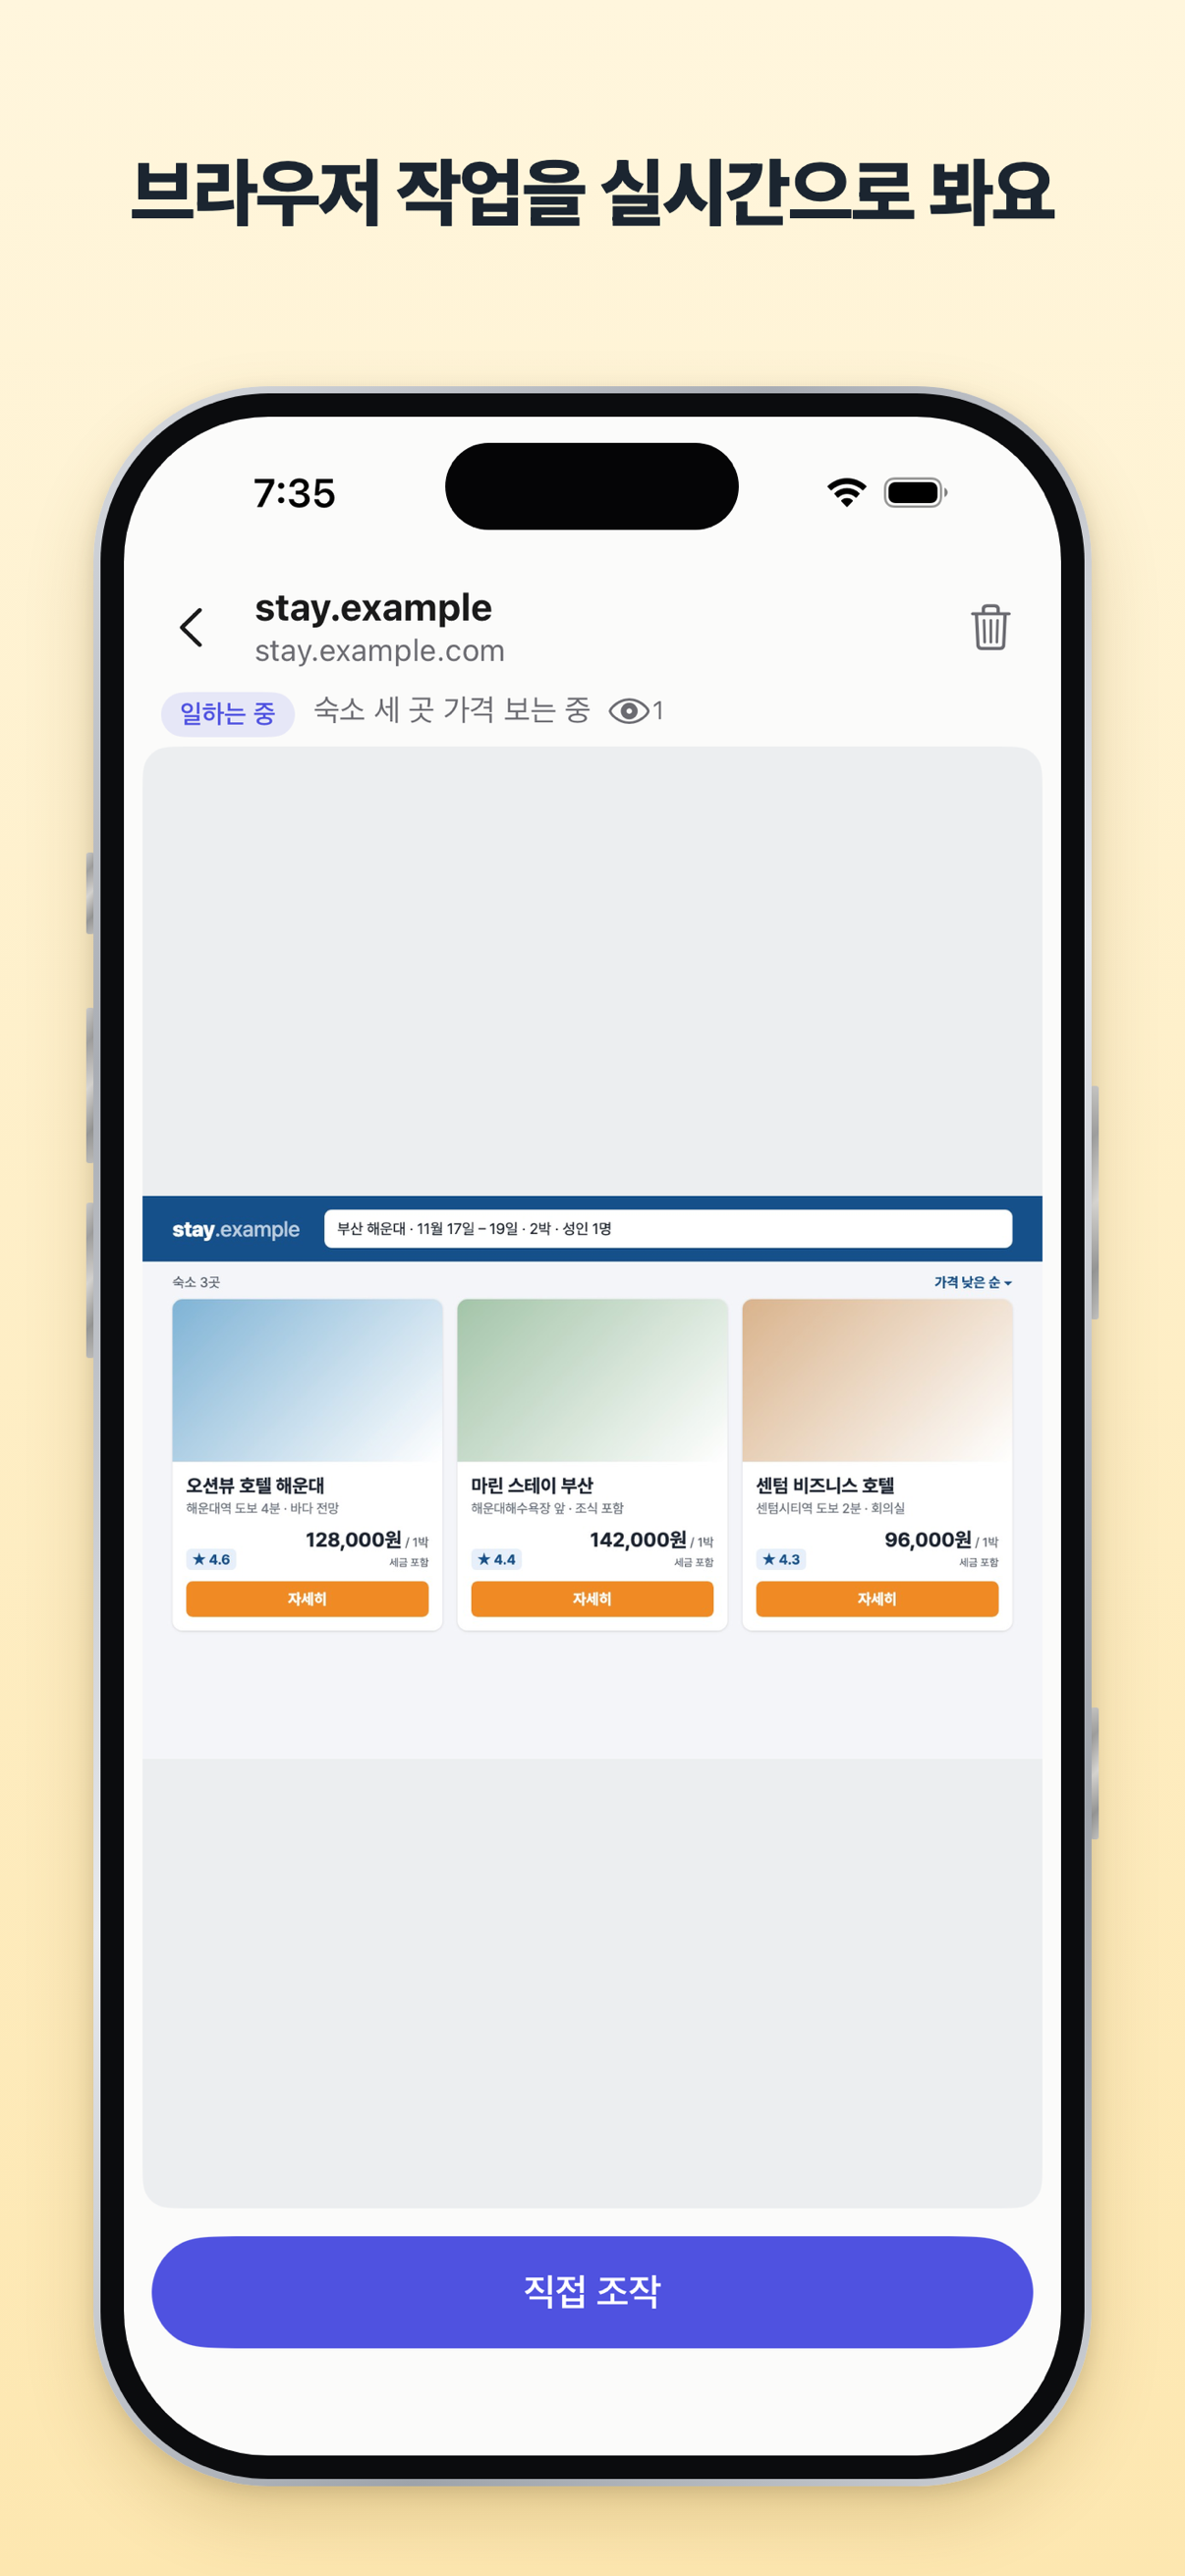 브라우저 작업을 실시간으로 봐요
7:35
stay.example
stay.example.com
일하는 중 숙소 세 곳 가격 보는 중 1
stay.example 부산 해운대 · 11월 17일 – 19일 · 2박 · 성인 1명
숙소 3곳 가격 낮은 순
오션뷰 호텔 해운대
해운대역 도보 4분 · 바다 전망
128,000원 / 1박
★ 4.6 세금 포함
자세히
마린 스테이 부산
해운대해수욕장 앞 · 조식 포함
142,000원 / 1박
★ 4.4 세금 포함
자세히
센텀 비즈니스 호텔
센텀시티역 도보 2분 · 회의실
96,000원 / 1박
★ 4.3 세금 포함
자세히
직접 조작